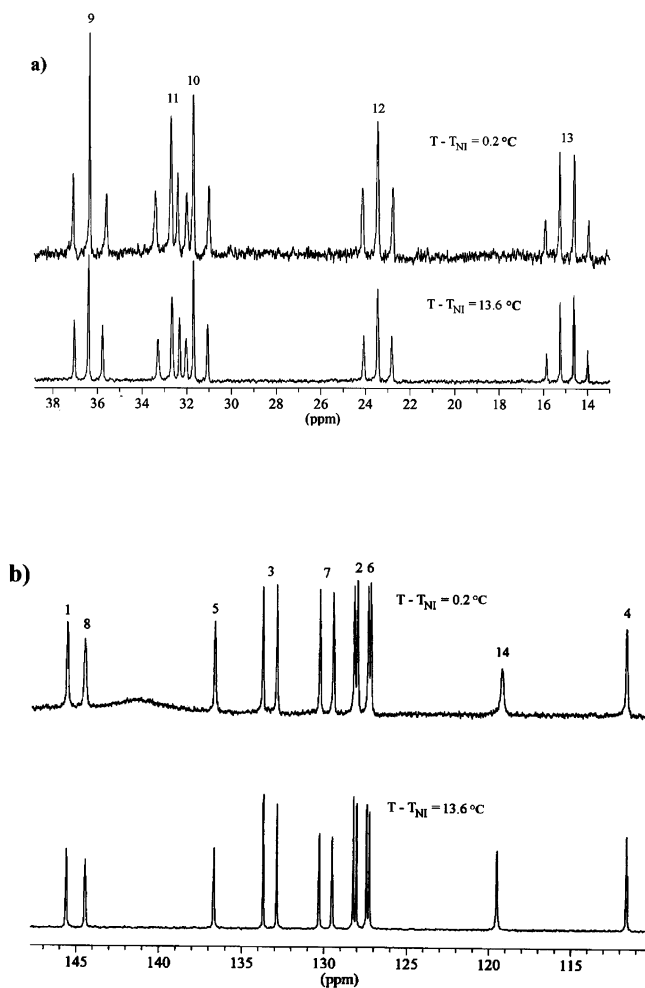 a)
9
11
10
12
13
T - T_NI = 0.2 °C
T - T_NI = 13.6 °C
38 36 34 32 30 28 26 24 22 20 18 16 14
(ppm)
b)
1 8 5 3 7 2 6 14 4
T - T_NI = 0.2 °C
T - T_NI = 13.6 °C
145 140 135 130 125 120 115
(ppm)